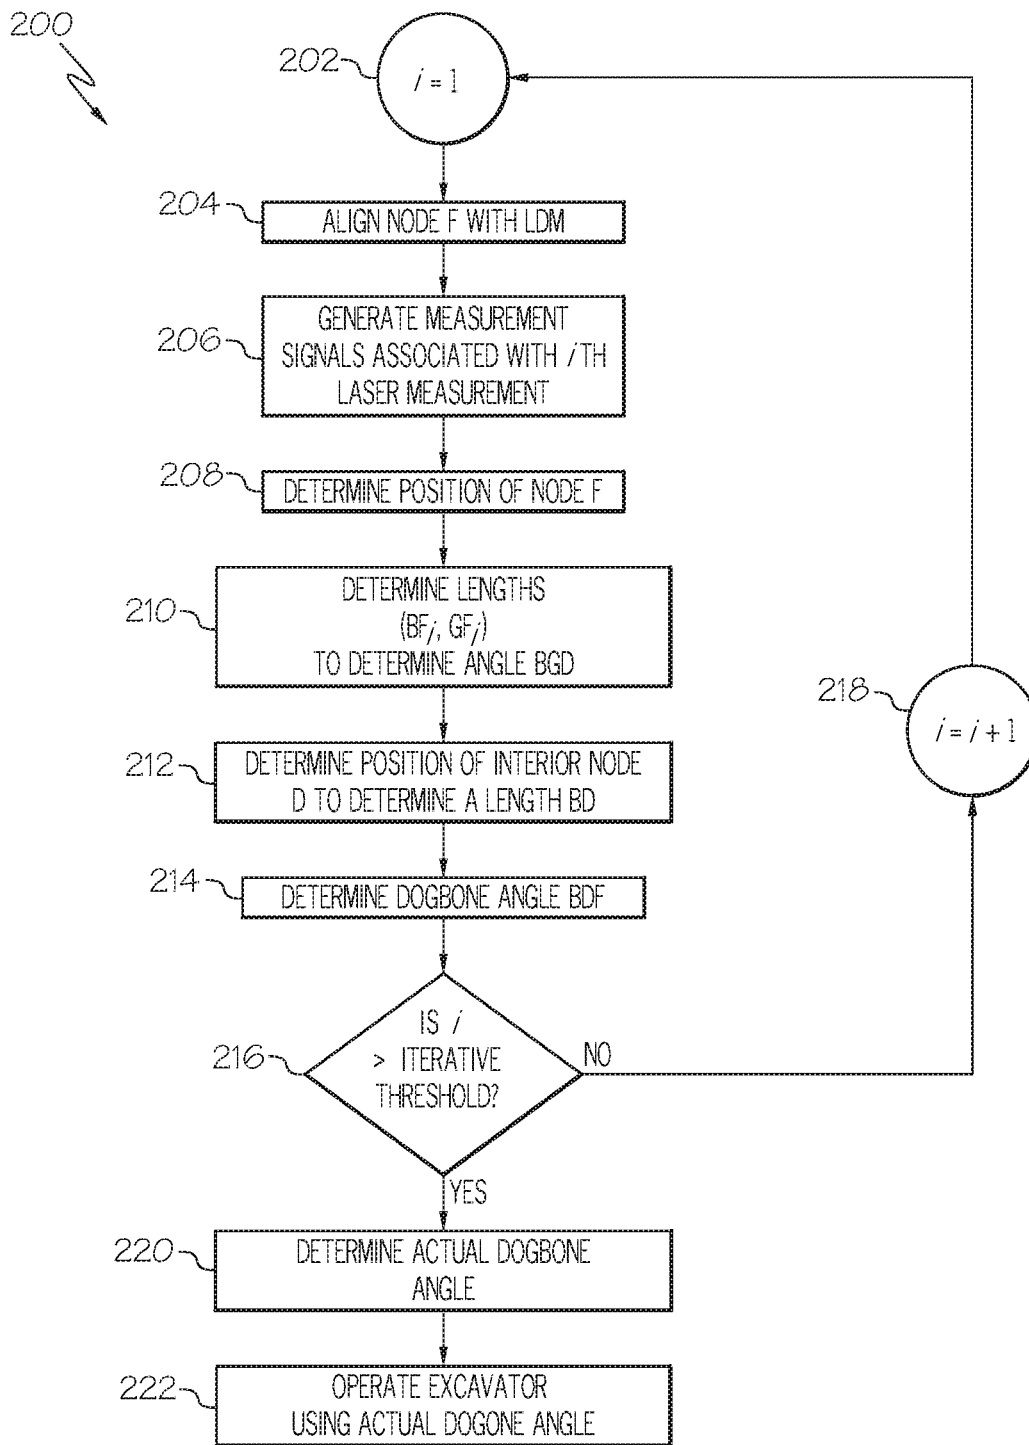 200
202
i = 1
204
ALIGN NODE F WITH LDM
206
GENERATE MEASUREMENT
SIGNALS ASSOCIATED WITH i TH
LASER MEASUREMENT
208
DETERMINE POSITION OF NODE F
210
DETERMINE LENGTHS
(BFi, GFi)
TO DETERMINE ANGLE BGD
218
i = i + 1
212
DETERMINE POSITION OF INTERIOR NODE
D TO DETERMINE A LENGTH BD
214
DETERMINE DOGBONE ANGLE BDF
216
IS i
> ITERATIVE
THRESHOLD?
NO
YES
220
DETERMINE ACTUAL DOGBONE
ANGLE
222
OPERATE EXCAVATOR
USING ACTUAL DOGONE ANGLE